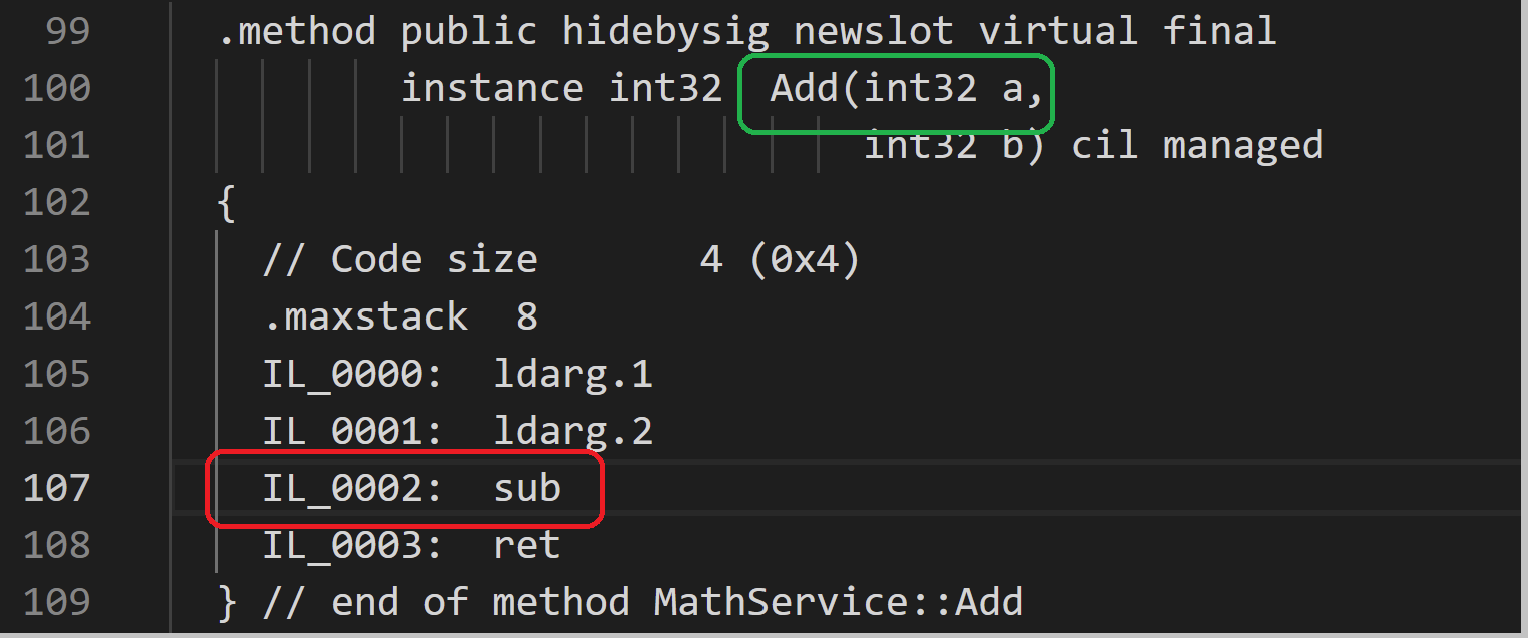 99 .method public hidebysig newslot virtual final
100 instance int32 Add(int32 a,
101 int32 b) cil managed
102 {
103 // Code size 4 (0x4)
104 .maxstack 8
105 IL_0000: ldarg.1
106 IL_0001: ldarg.2
107 IL_0002: sub
108 IL_0003: ret
109 } // end of method MathService::Add